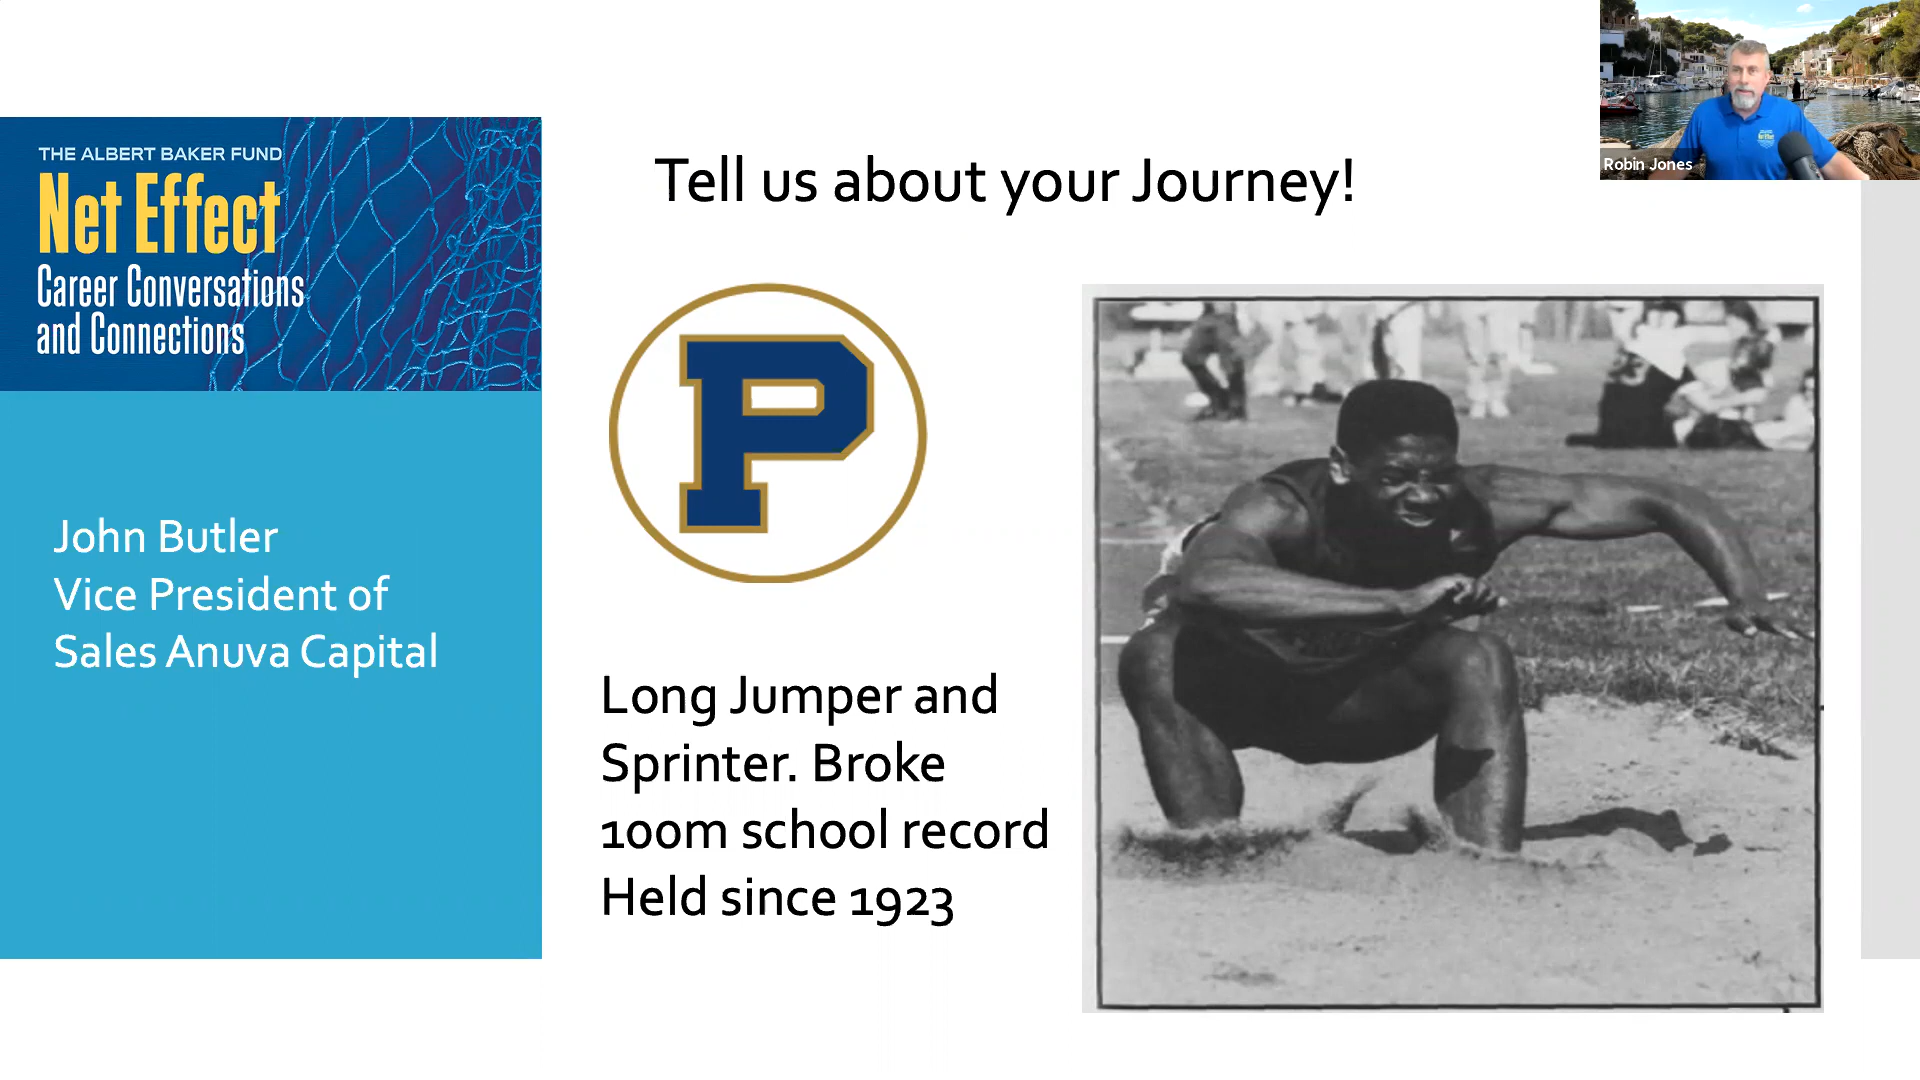 THE ALBERT BAKER FUND
Net Effect
Career Conversations
and Connections
John Butler
Vice President of
Sales Anuva Capital
Tell us about your Journey!
P
Long Jumper and
Sprinter. Broke
100m school record
Held since 1923
Robin Jones